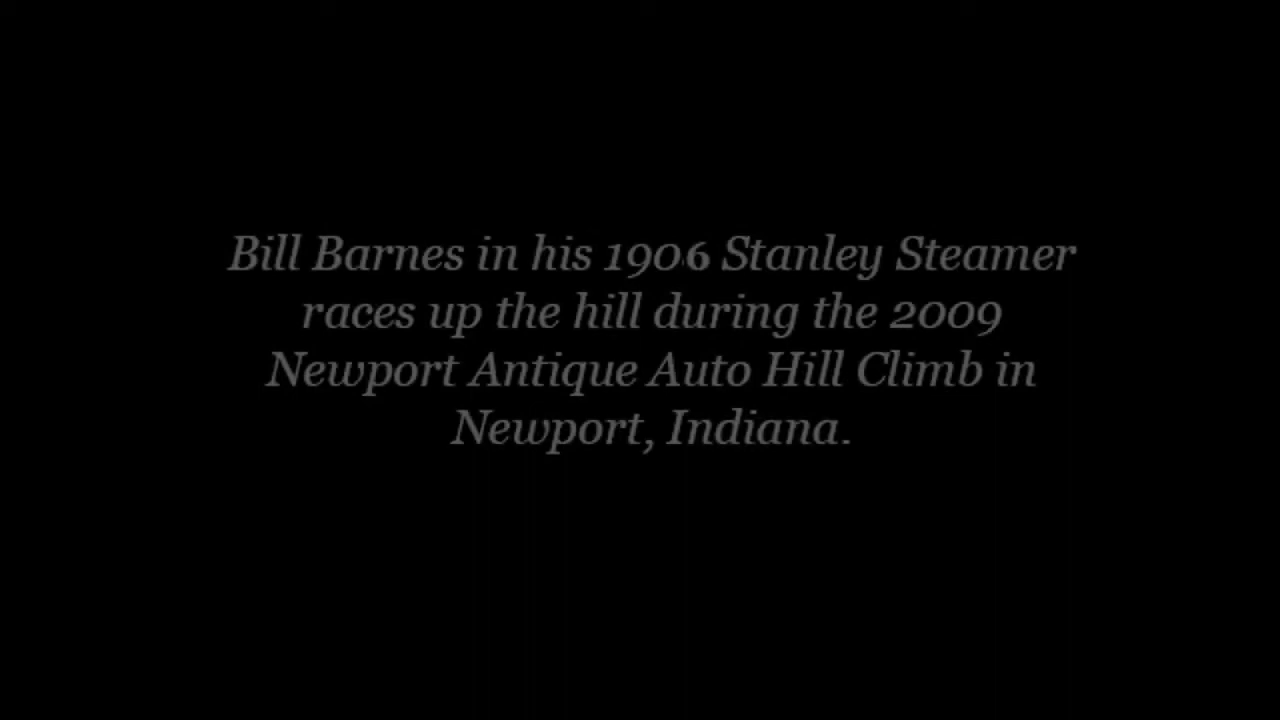 Bill Barnes in his 1906 Stanley Steamer
races up the hill during the 2009
Newport Antique Auto Hill Climb in
Newport, Indiana.